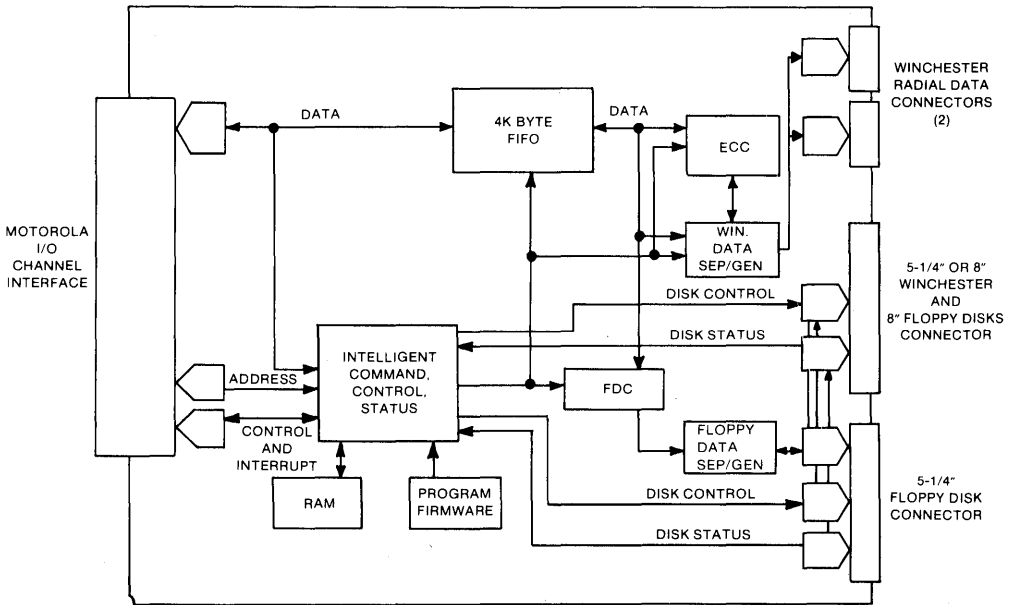 WINCHESTER
RADIAL DATA
CONNECTORS
(2)
DATA
4K BYTE
FIFO
DATA
ECC
MOTOROLA
I/O
CHANNEL
INTERFACE
WIN.
DATA
SEP/GEN
5-1/4" OR 8"
WINCHESTER
AND
8" FLOPPY DISKS
CONNECTOR
DISK CONTROL
DISK STATUS
INTELLIGENT
COMMAND,
CONTROL,
STATUS
ADDRESS
CONTROL
AND
INTERRUPT
FDC
FLOPPY
DATA
SEP/GEN
RAM
PROGRAM
FIRMWARE
DISK CONTROL
DISK STATUS
5-1/4"
FLOPPY DISK
CONNECTOR